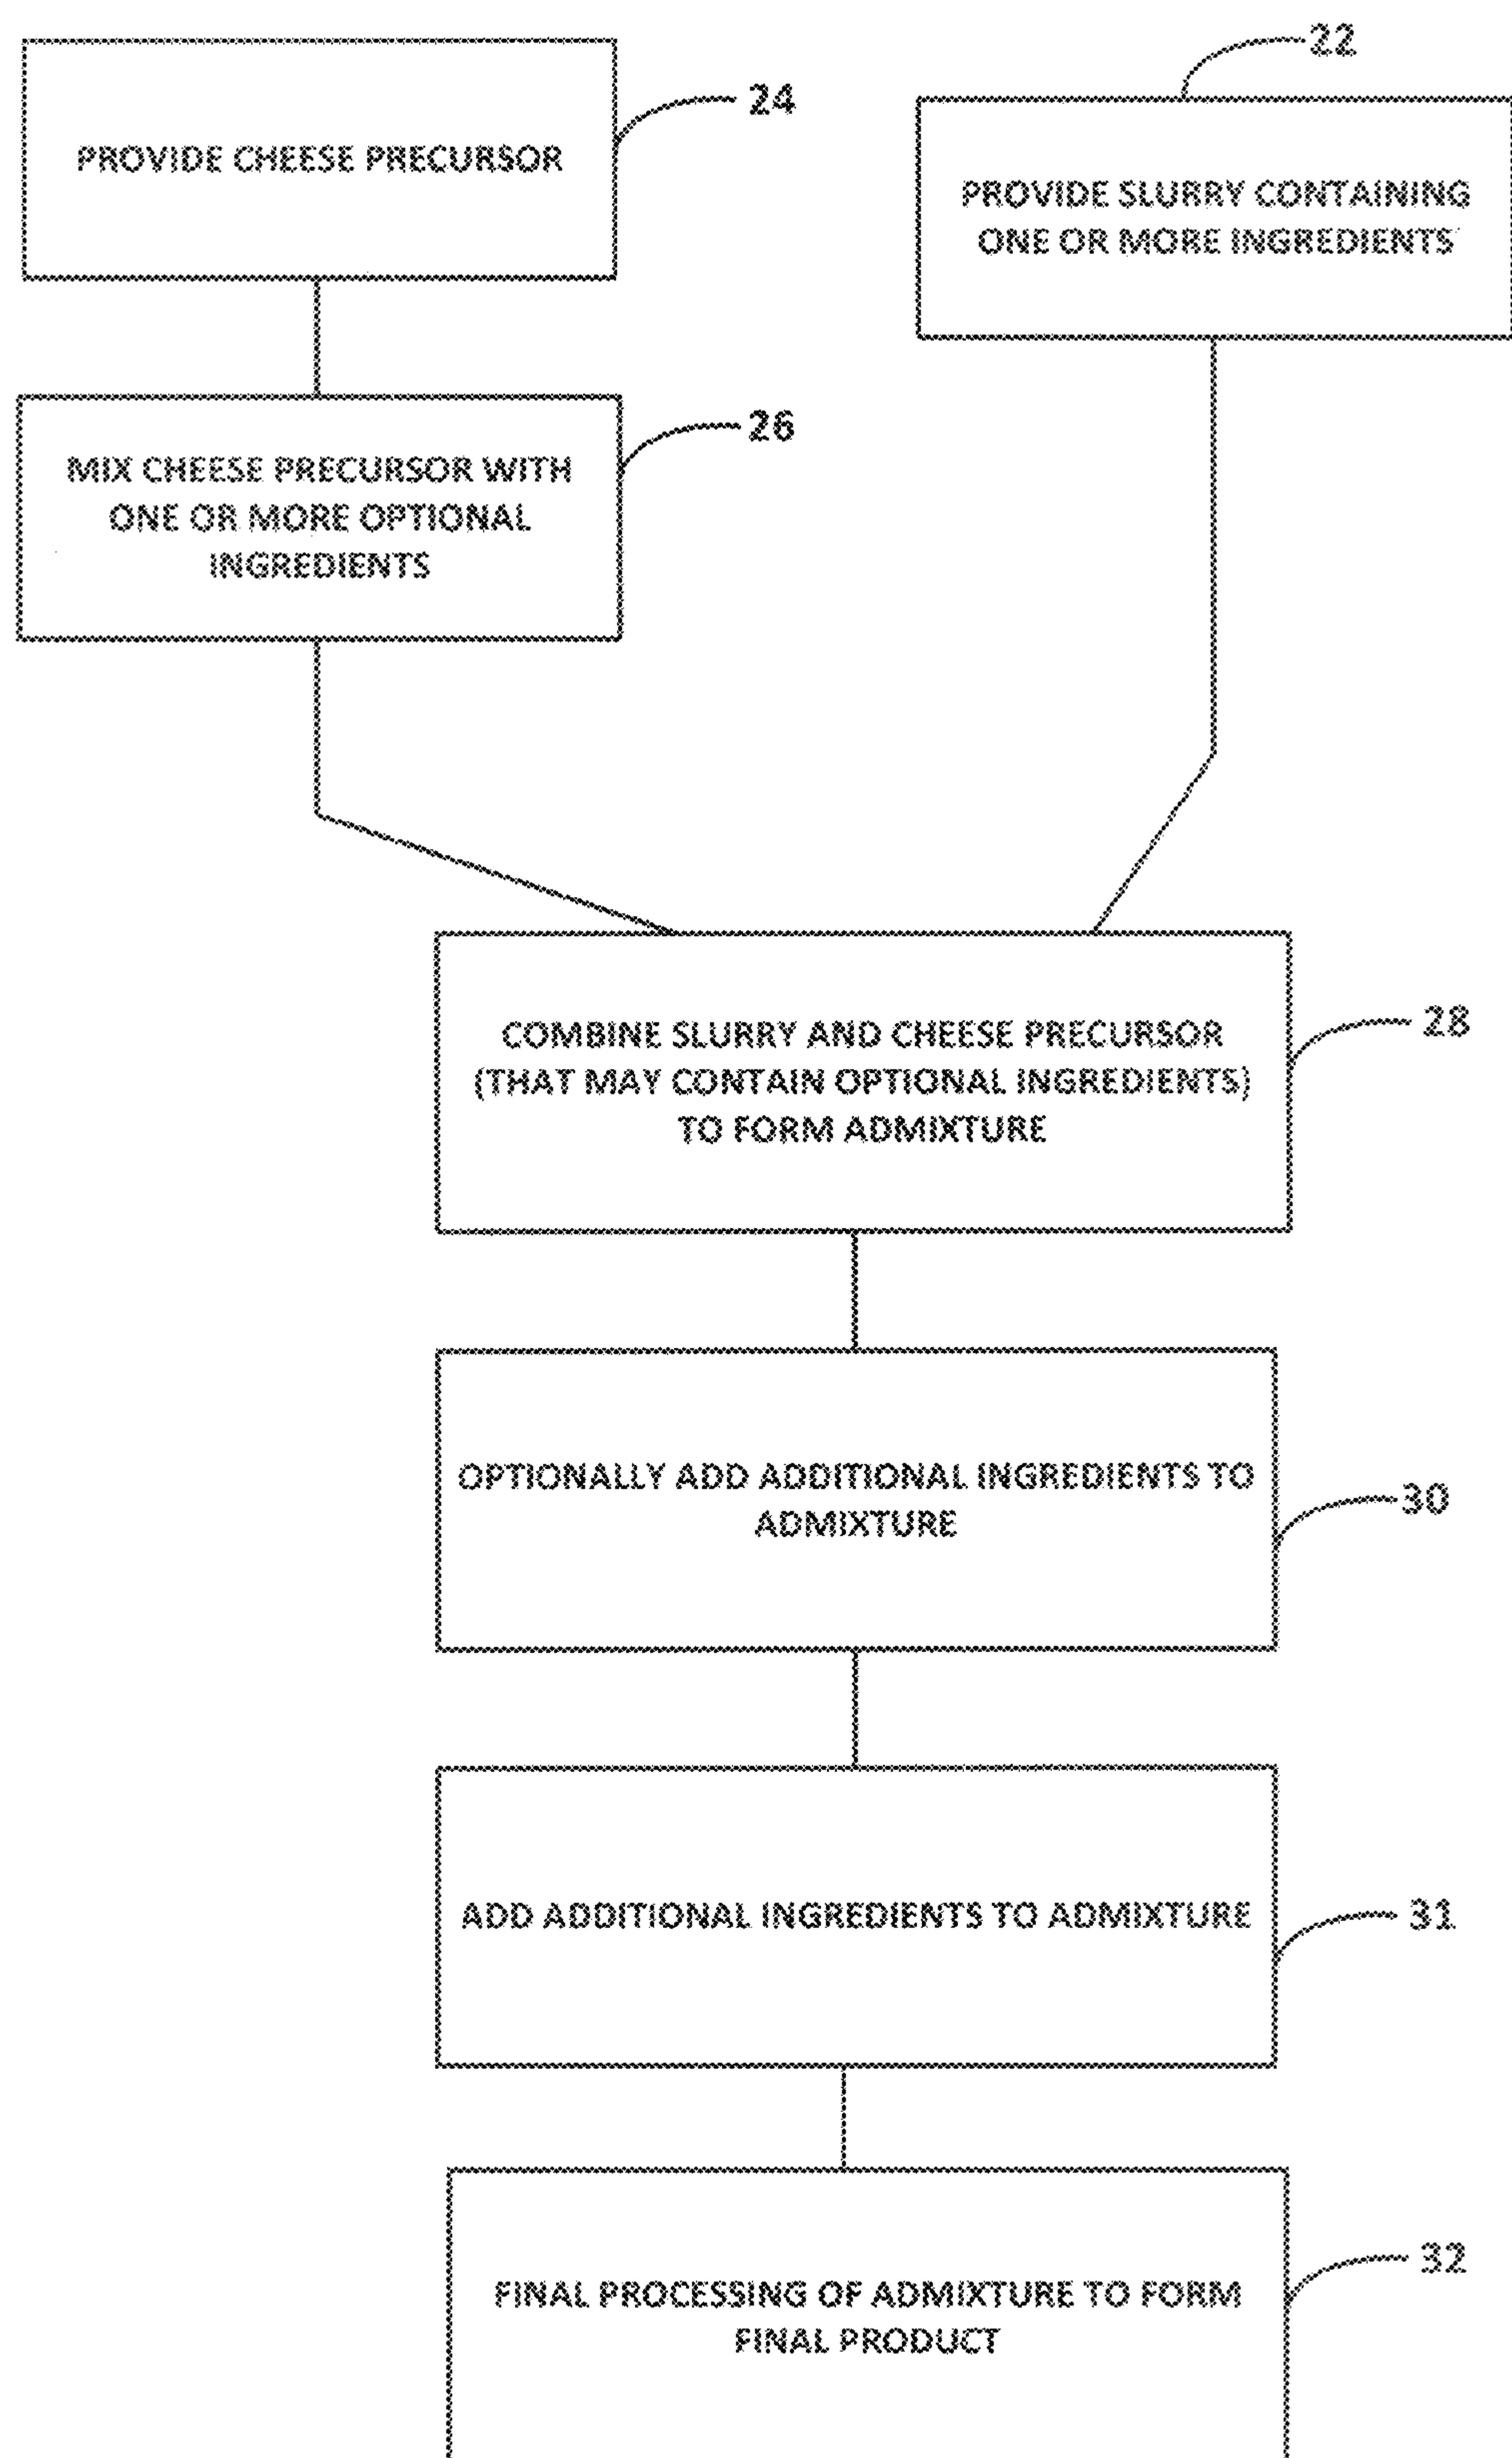 22
24
PROVIDE CHEESE PRECURSOR
PROVIDE SLURRY CONTAINING
ONE OR MORE INGREDIENTS
26
MIX CHEESE PRECURSOR WITH
ONE OR MORE OPTIONAL
INGREDIENTS
28
COMBINE SLURRY AND CHEESE PRECURSOR
(THAT MAY CONTAIN OPTIONAL INGREDIENTS)
TO FORM ADMIXTURE
OPTIONALLY ADD ADDITIONAL INGREDIENTS TO
ADMIXTURE
30
ADD ADDITIONAL INGREDIENTS TO ADMIXTURE
31
32
FINAL PROCESSING OF ADMIXTURE TO FORM
FINAL PRODUCT